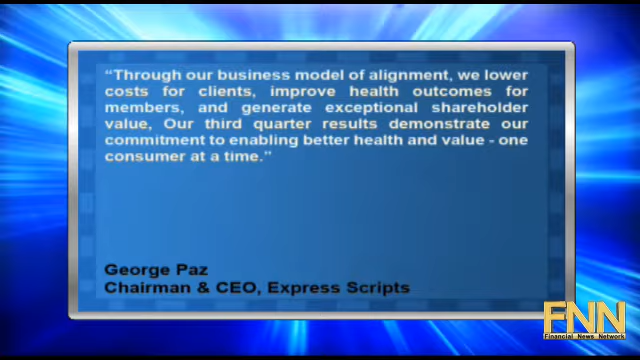 “Through our business model of alignment, we lower
costs for clients, improve health outcomes for
members, and generate exceptional shareholder
value, Our third quarter results demonstrate our
commitment to enabling better health and value - one
consumer at a time.”
George Paz
Chairman & CEO, Express Scripts
FNN
Financial News Network